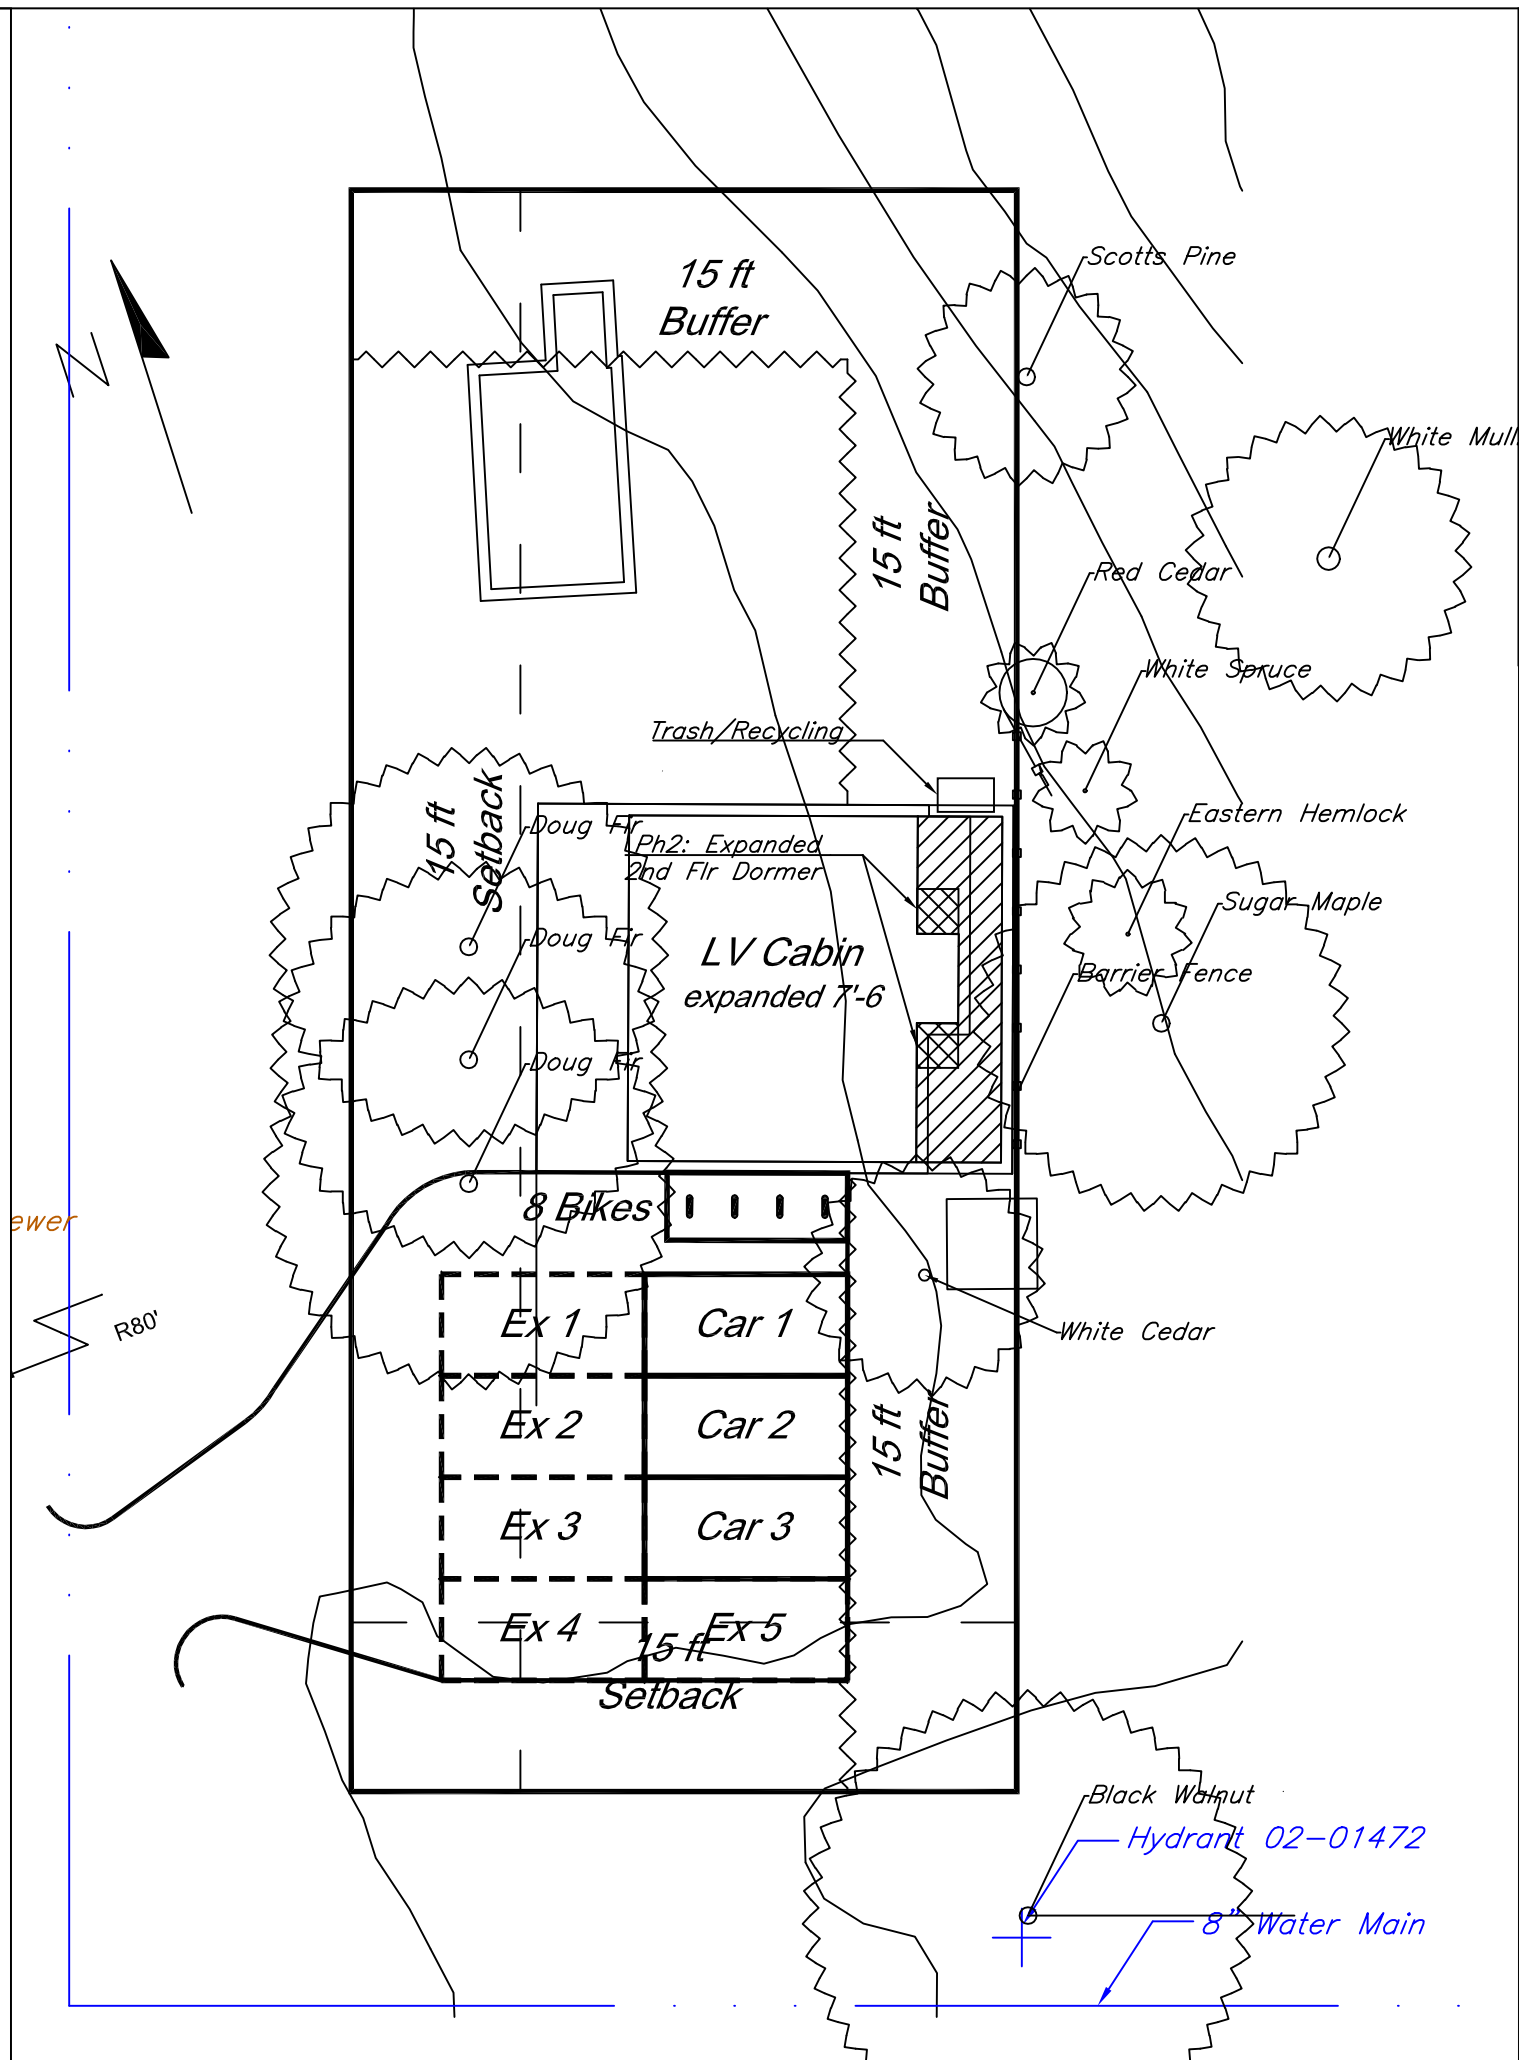 15 ft
Buffer
Scotts Pine
N
White Mull
15 ft
Buffer
Red Cedar
White Spruce
Trash/Recycling
15 ft
Setback
Doug Fir
Ph2: Expanded
2nd Flr Dormer
Eastern Hemlock
Sugar Maple
Doug Fir
LV Cabin
expanded 7'-6
Barrier Fence
Doug Fir
8 Bikes
ewer
R80'
Ex 1
Car 1
White Cedar
Ex 2
Car 2
15 ft
Buffer
Ex 3
Car 3
Ex 4
Ex 5
15 ft
Setback
Black Walnut
Hydrant 02-01472
8" Water Main